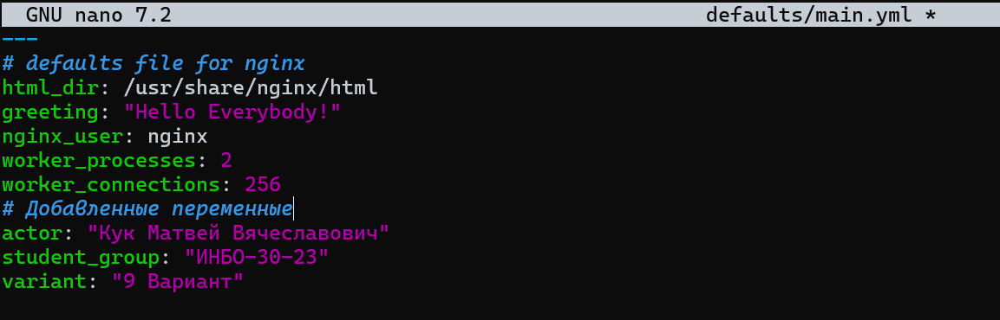 GNU nano 7.2 defaults/main.yml *
---
# defaults file for nginx
html_dir: /usr/share/nginx/html
greeting: "Hello Everybody!"
nginx_user: nginx
worker_processes: 2
worker_connections: 256
# Добавленные переменные
actor: "Кук Матвей Вячеславович"
student_group: "ИНБО-30-23"
variant: "9 Вариант"